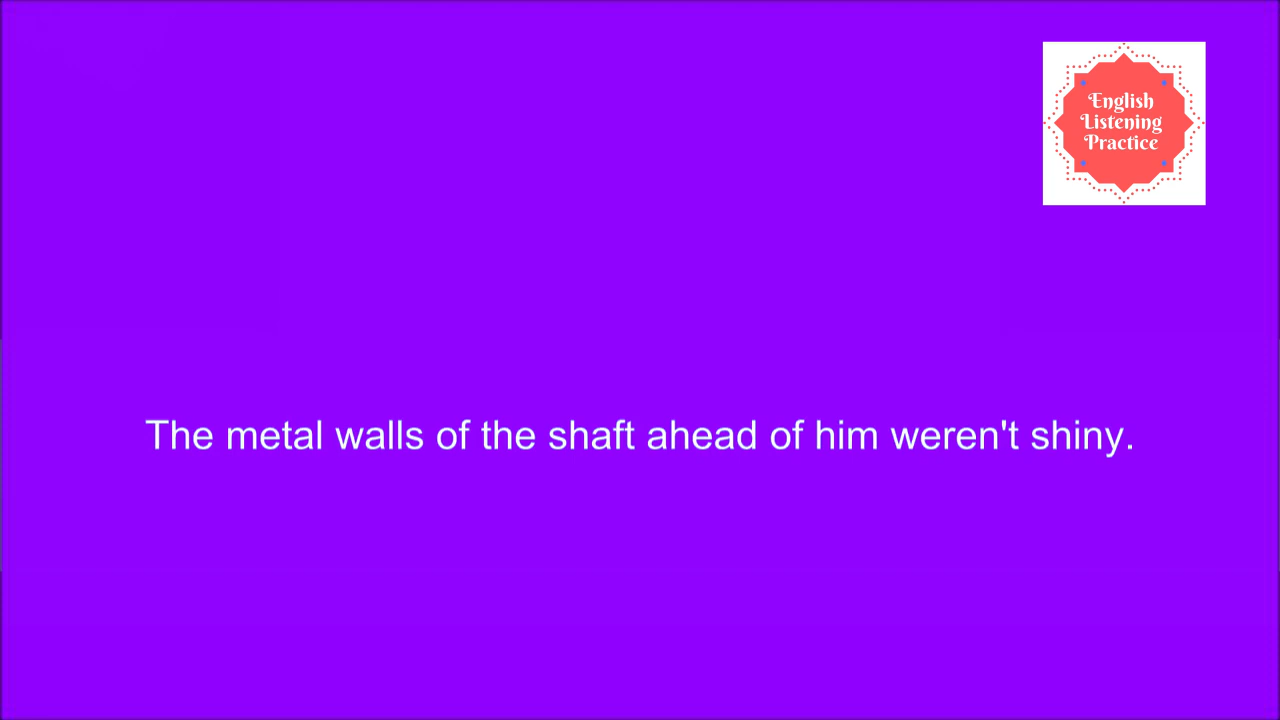 English
Listening
Practice
The metal walls of the shaft ahead of him weren't shiny.